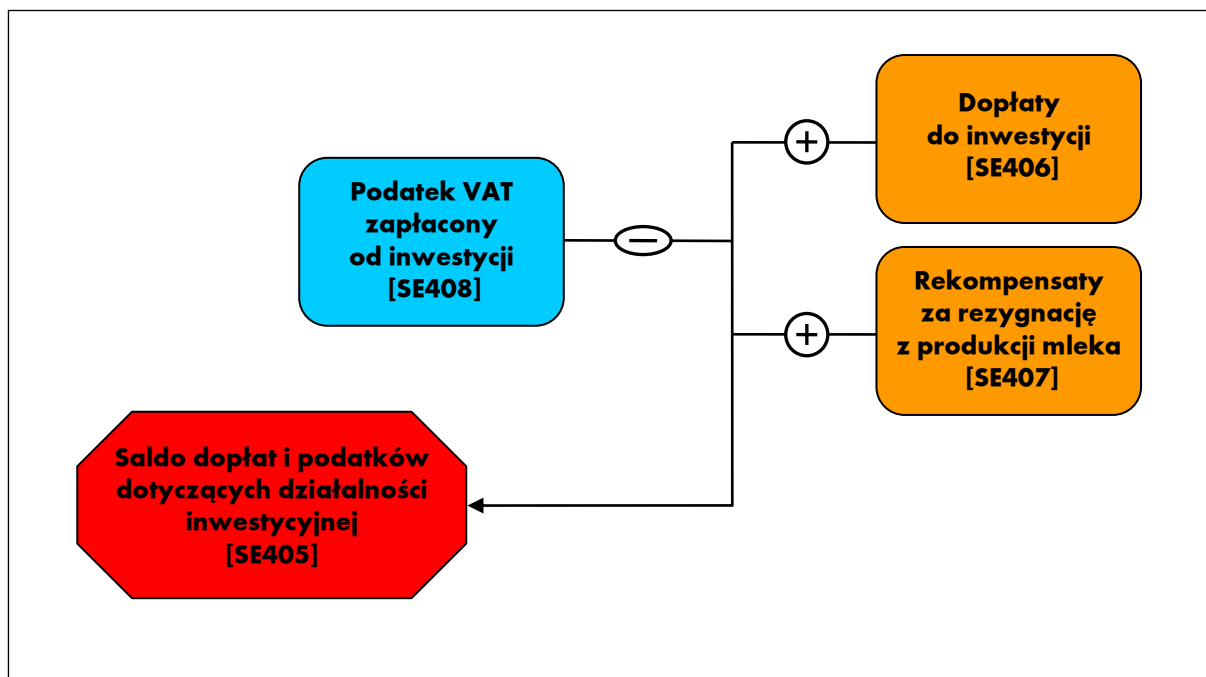 Dopłaty
do inwestycji
[SE406]
+
Podatek VAT
zapłacony
od inwestycji
[SE408]
−
Rekompensaty
za rezygnację
z produkcji mleka
[SE407]
+
Saldo dopłat i podatków
dotyczących działalności
inwestycyjnej
[SE405]